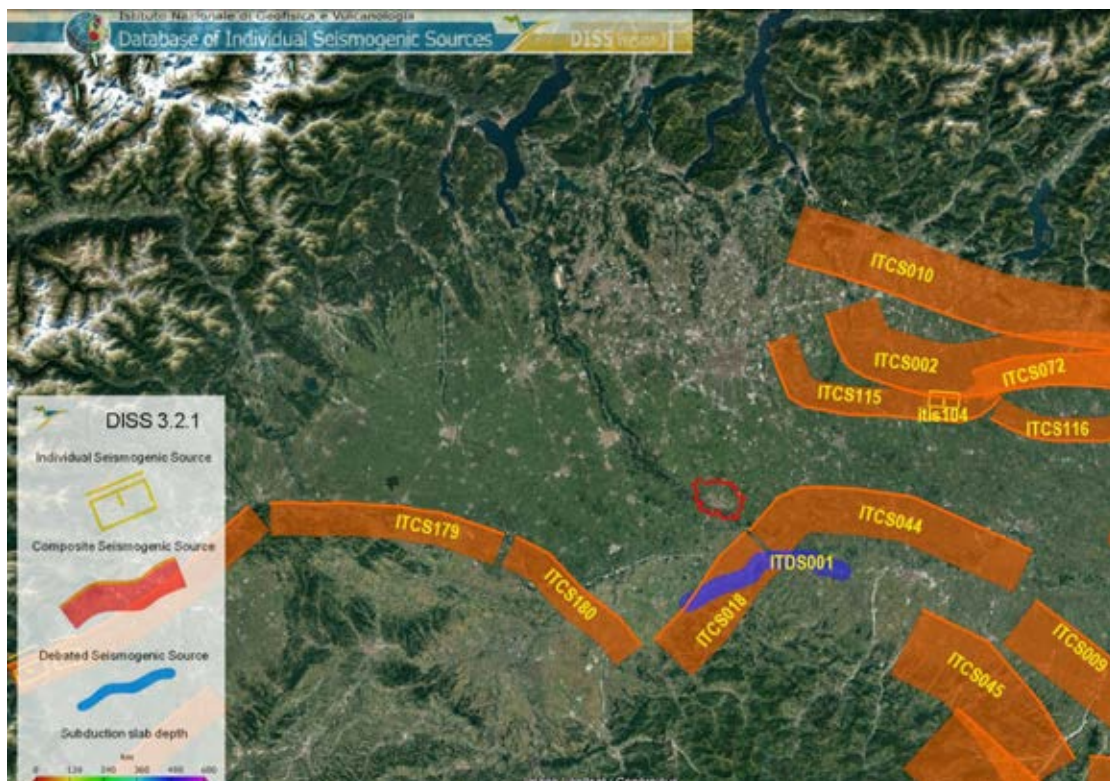 Istituto Nazionale di Geofisica e Vulcanologia
Database of Individual Seismogenic Sources
DISS Version 3
ITCS010
ITCS002
ITCS072
ITCS115
itis104
ITCS116
DISS 3.2.1
Individual Seismogenic Source
Composite Seismogenic Source
Debated Seismogenic Source
Subduction slab depth
km
0 120 240 360 480 600
ITCS179
ITCS044
ITDS001
ITCS180
ITCS018
ITCS009
ITCS045